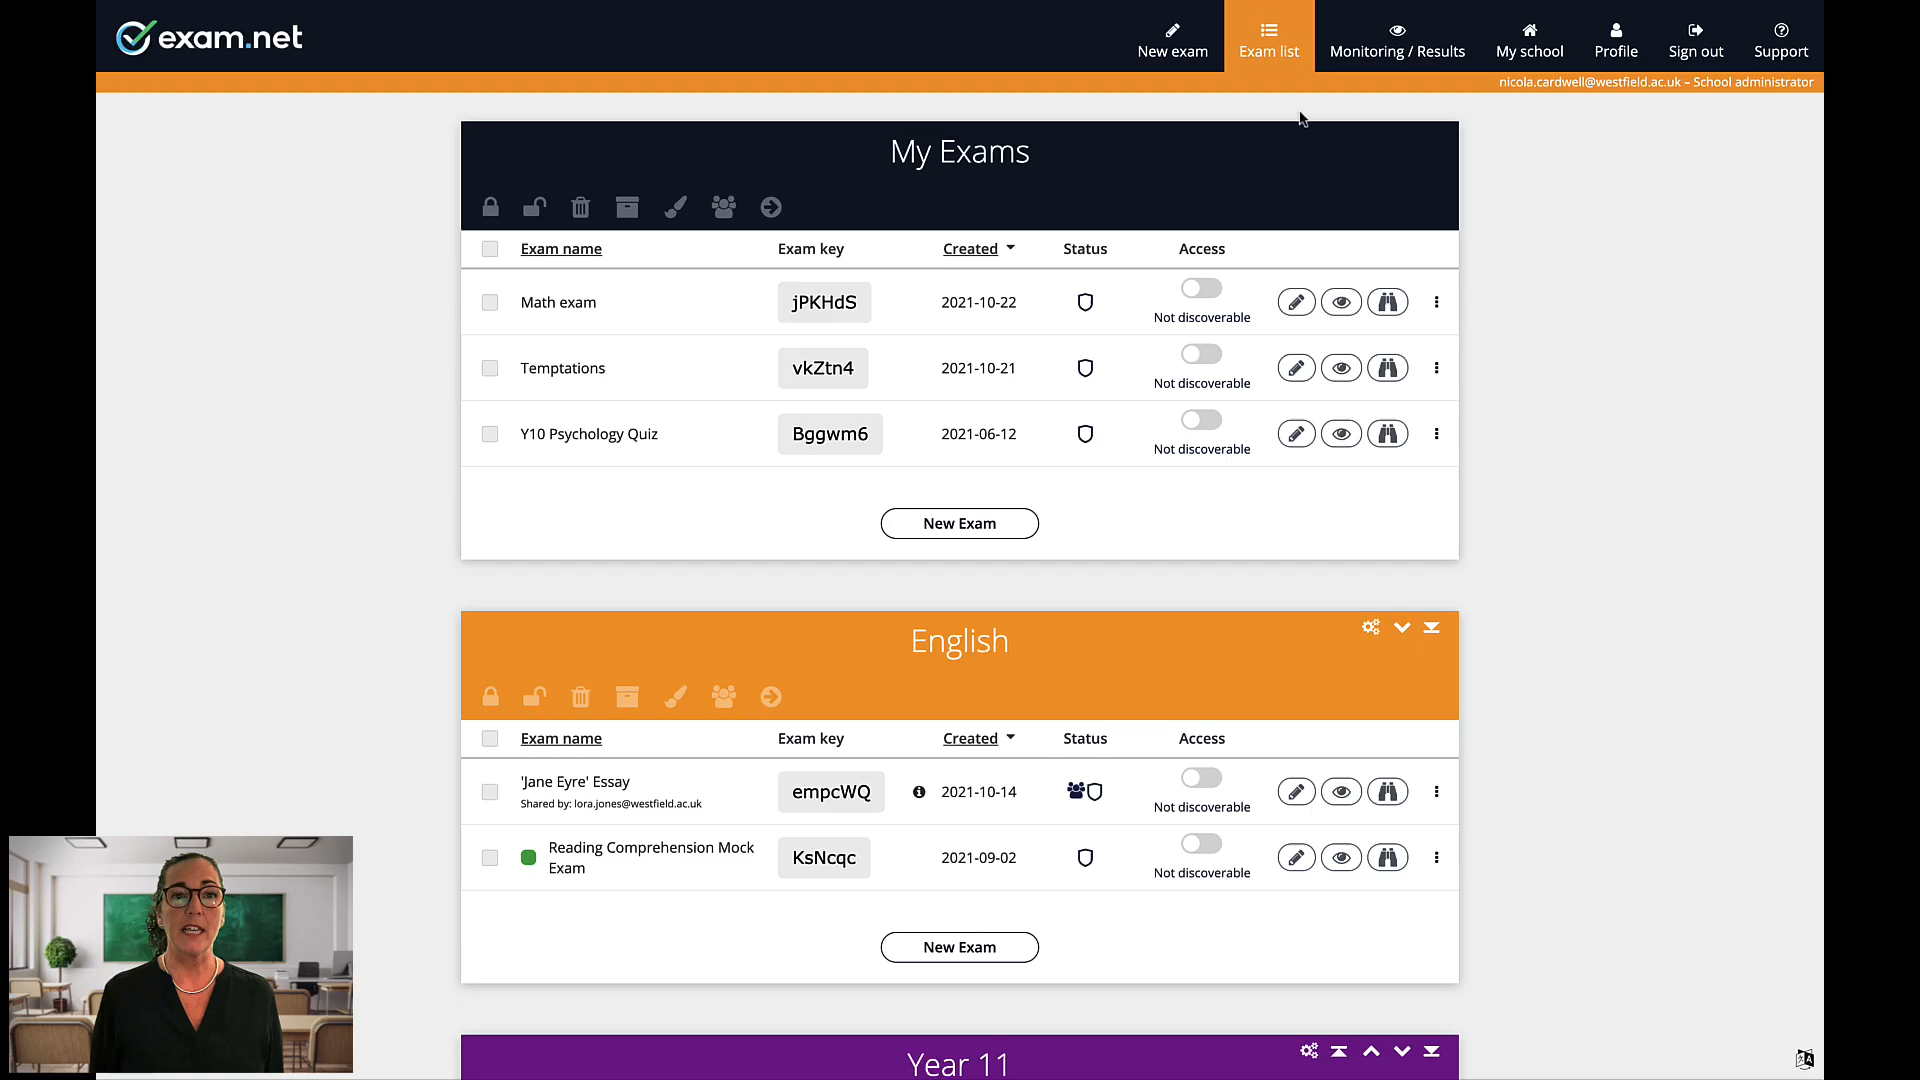 exam.net
New exam
Exam list
Monitoring / Results
My school
Profile
Sign out
Support
nicola.cardwell@westfield.ac.uk – School administrator
My Exams
Exam name Exam key Created Status Access
Math exam jPKHdS 2021-10-22 Not discoverable
Temptations vkZtn4 2021-10-21 Not discoverable
Y10 Psychology Quiz Bggwm6 2021-06-12 Not discoverable
New Exam
English
Exam name Exam key Created Status Access
'Jane Eyre' Essay
Shared by: lora.jones@westfield.ac.uk
empcWQ 2021-10-14 Not discoverable
Reading Comprehension Mock
Exam
KsNcqc 2021-09-02 Not discoverable
New Exam
Year 11